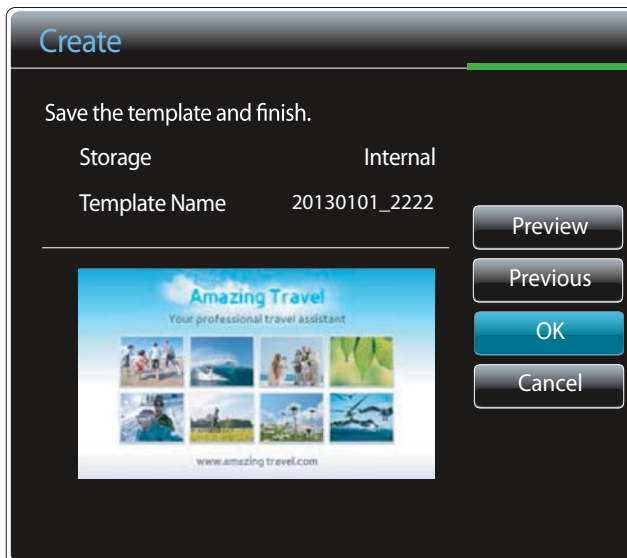 Create
Save the template and finish.
Storage Internal
Template Name 20130101_2222
Preview
Previous
OK
Cancel
Amazing Travel
Your professional travel assistant
www.amazing travel.com